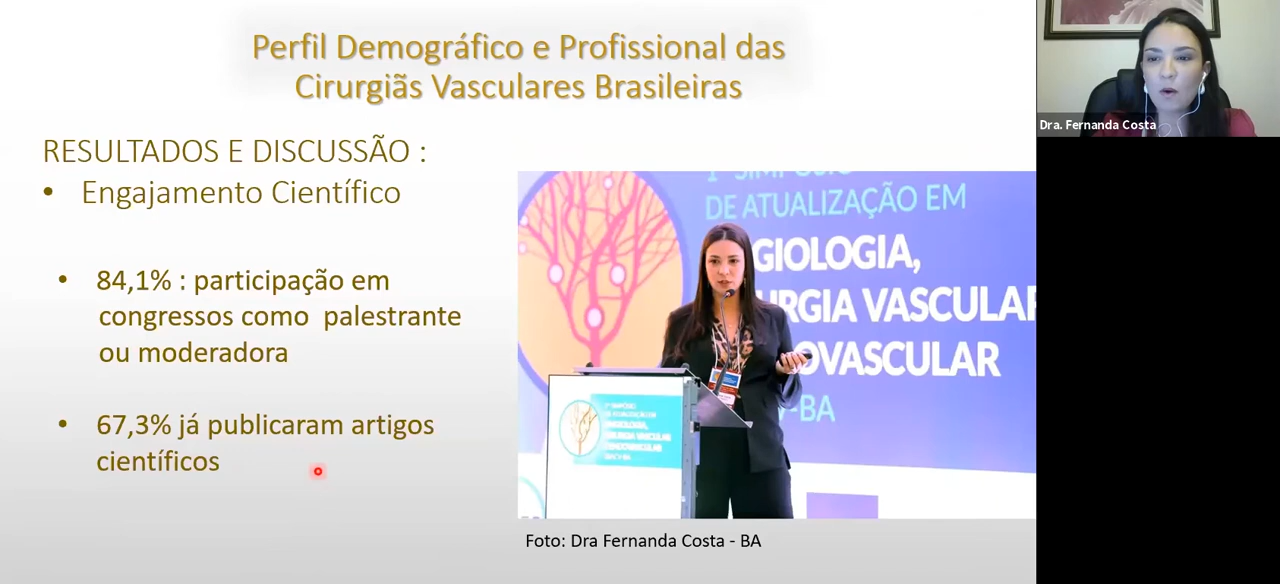 Perfil Demográfico e Profissional das
Cirurgiãs Vasculares Brasileiras
RESULTADOS E DISCUSSÃO :
• Engajamento Científico
• 84,1% : participação em
congressos como palestrante
ou moderadora
• 67,3% já publicaram artigos
científicos
DE ATUALIZAÇÃO EM
GIOLOGIA,
URGIA VASCULAR
OVASCULAR
-BA
Foto: Dra Fernanda Costa - BA
Dra. Fernanda Costa